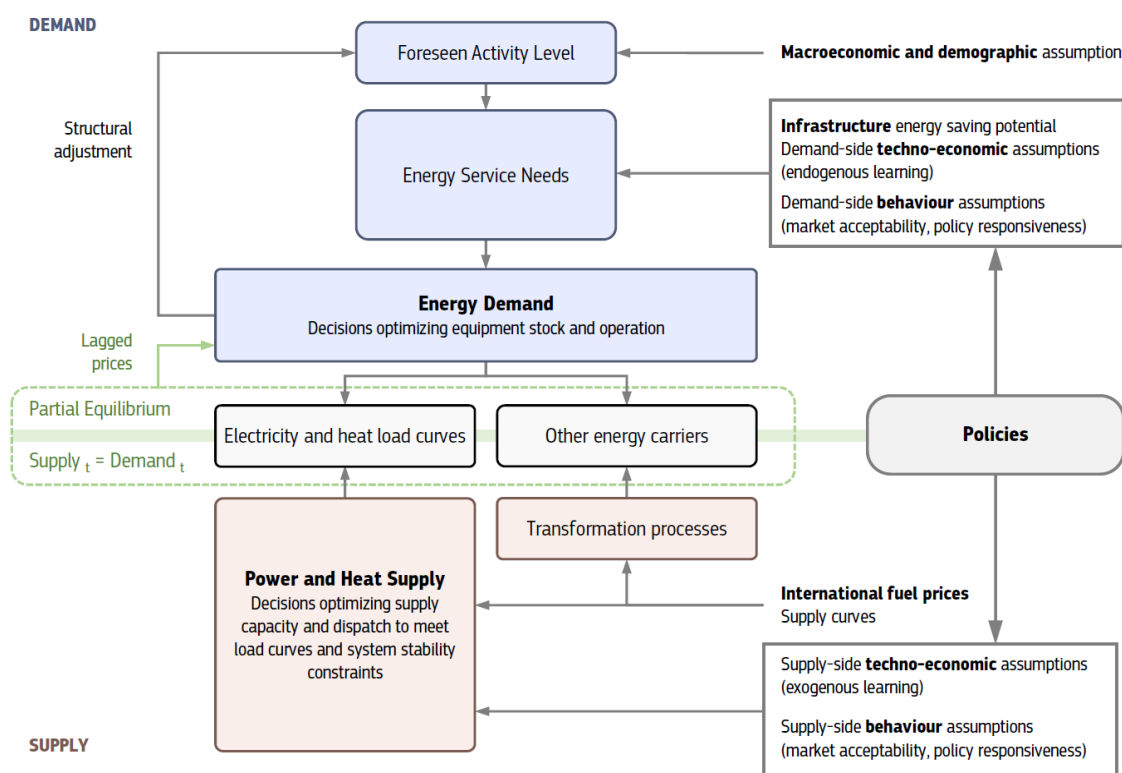 DEMAND
Foreseen Activity Level
Macroeconomic and demographic assumption
Structural
adjustment
Energy Service Needs
Infrastructure energy saving potential
Demand-side techno-economic assumptions
(endogenous learning)
Demand-side behaviour assumptions
(market acceptability, policy responsiveness)
Energy Demand
Decisions optimizing equipment stock and operation
Lagged
prices
Partial Equilibrium
Supply t = Demand t
Electricity and heat load curves
Other energy carriers
Policies
Transformation processes
Power and Heat Supply
Decisions optimizing supply
capacity and dispatch to meet
load curves and system stability
constraints
International fuel prices
Supply curves
Supply-side techno-economic assumptions
(exogenous learning)
Supply-side behaviour assumptions
(market acceptability, policy responsiveness)
SUPPLY